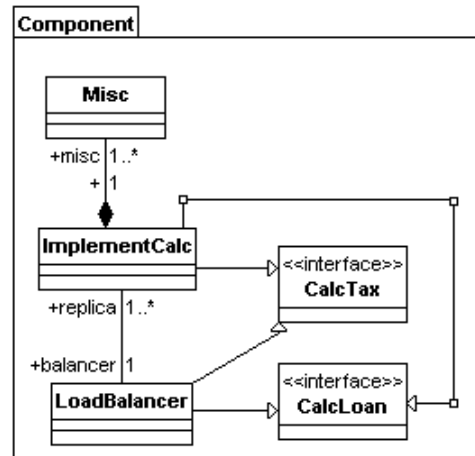 Component
Misc
+misc 1..*
+ 1
ImplementCalc
<<interface>>
CalcTax
+replica 1..*
+balancer 1
LoadBalancer
<<interface>>
CalcLoan